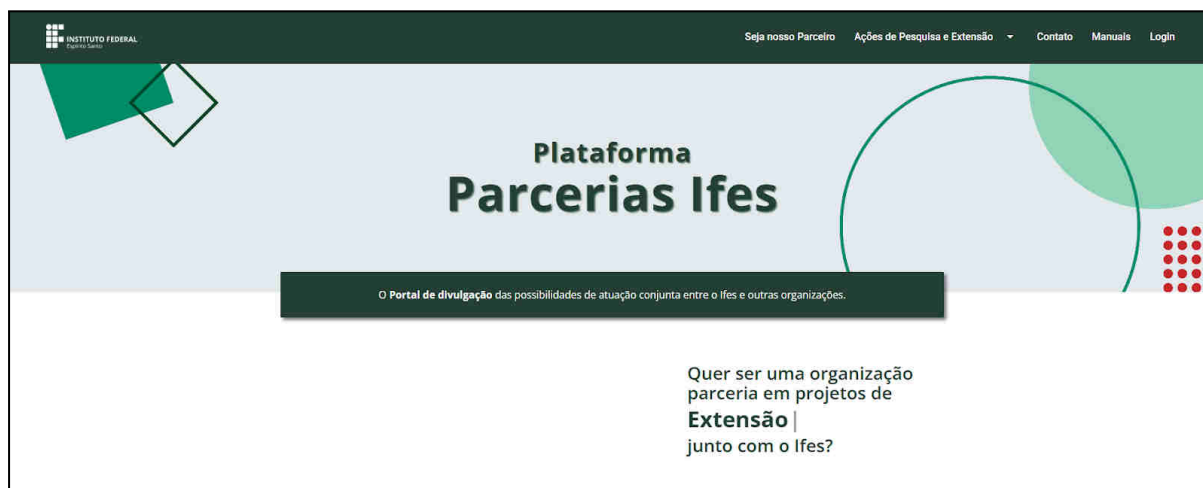 INSTITUTO FEDERAL
Espírito Santo
Seja nosso Parceiro Ações de Pesquisa e Extensão Contato Manuais Login
Plataforma
Parcerias Ifes
O Portal de divulgação das possibilidades de atuação conjunta entre o Ifes e outras organizações.
Quer ser uma organização
parceria em projetos de
Extensão|
junto com o Ifes?